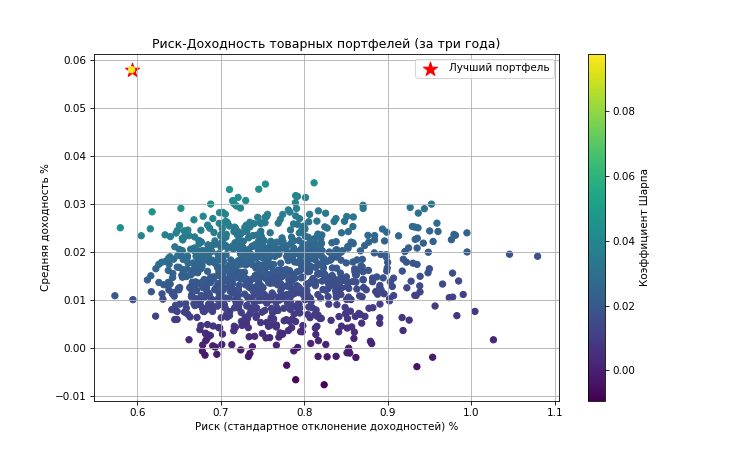 Риск-Доходность товарных портфелей (за три года)
Лучший портфель
Средняя доходность %
0.06
0.05
0.04
0.03
0.02
0.01
0.00
−0.01
0.6 0.7 0.8 0.9 1.0 1.1
Риск (стандартное отклонение доходностей) %
0.08
0.06
0.04
0.02
0.00
Коэффициент Шарпа